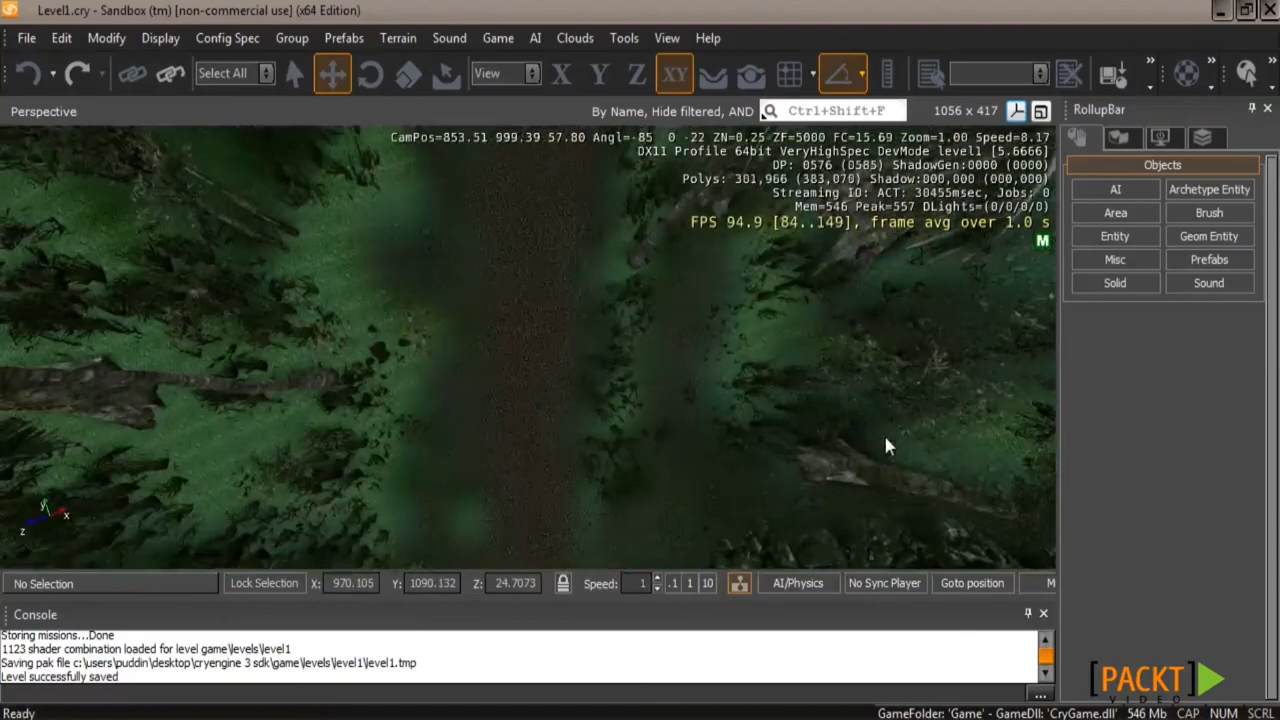 Level1.cry - Sandbox (tm) [non-commercial use] (x64 Edition)
File Edit Modify Display Config Spec Group Prefabs Terrain Sound Game AI Clouds Tools View Help
Select All View X Y Z XY
Perspective By Name, Hide filtered, AND Ctrl+Shift+F 1056 x 417 RollupBar
CamPos=853.51 999.39 57.80 Angl=-85 0 -22 ZN=0.25 ZF=5000 FC=15.69 Zoom=1.00 Speed=8.17
DX11 Profile 64bit VeryHighSpec DevMode level1 [5.6666]
DP: 0576 (0585) ShadowGen:0000 (0000)
Polys: 381,966 (383,070) Shadow:000,000 (000,000)
Streaming IO: ACT: 30455msec, Jobs: 0
Mem=546 Peak=557 DLights=(0/0/0/0)
FPS 94.9 [84..149], frame avg over 1.0 s
M
Objects
AI Archetype Entity
Area Brush
Entity Geom Entity
Misc Prefabs
Solid Sound
y
x
z
No Selection Lock Selection X: 970.105 Y: 1090.132 Z: 24.7073 Speed: 1 .1 1 10 AI/Physics No Sync Player Goto position M
Console
Storing missions...Done
1123 shader combination loaded for level game\levels\level1
Saving pak file c:\users\puddin\desktop\cryengine 3 sdk\game\levels\level1\level1.tmp
Level successfully saved
...
[PACKT]
VIDEO
Ready GameFolder: 'Game' - GameDll: 'CryGame.dll' 546 Mb CAP NUM SCRL